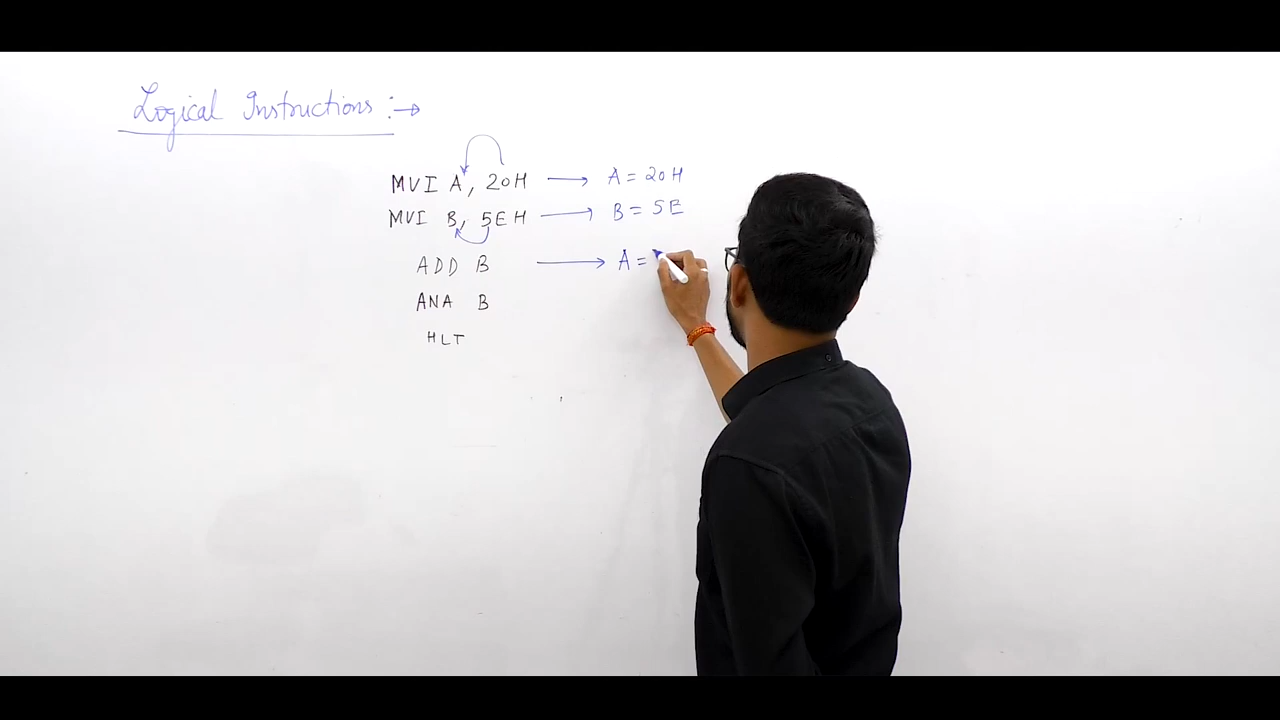 Logical Instructions :→
MVI A, 20H → A = 20H
MVI B, 5EH → B = 5E
ADD B → A =
ANA B
HLT